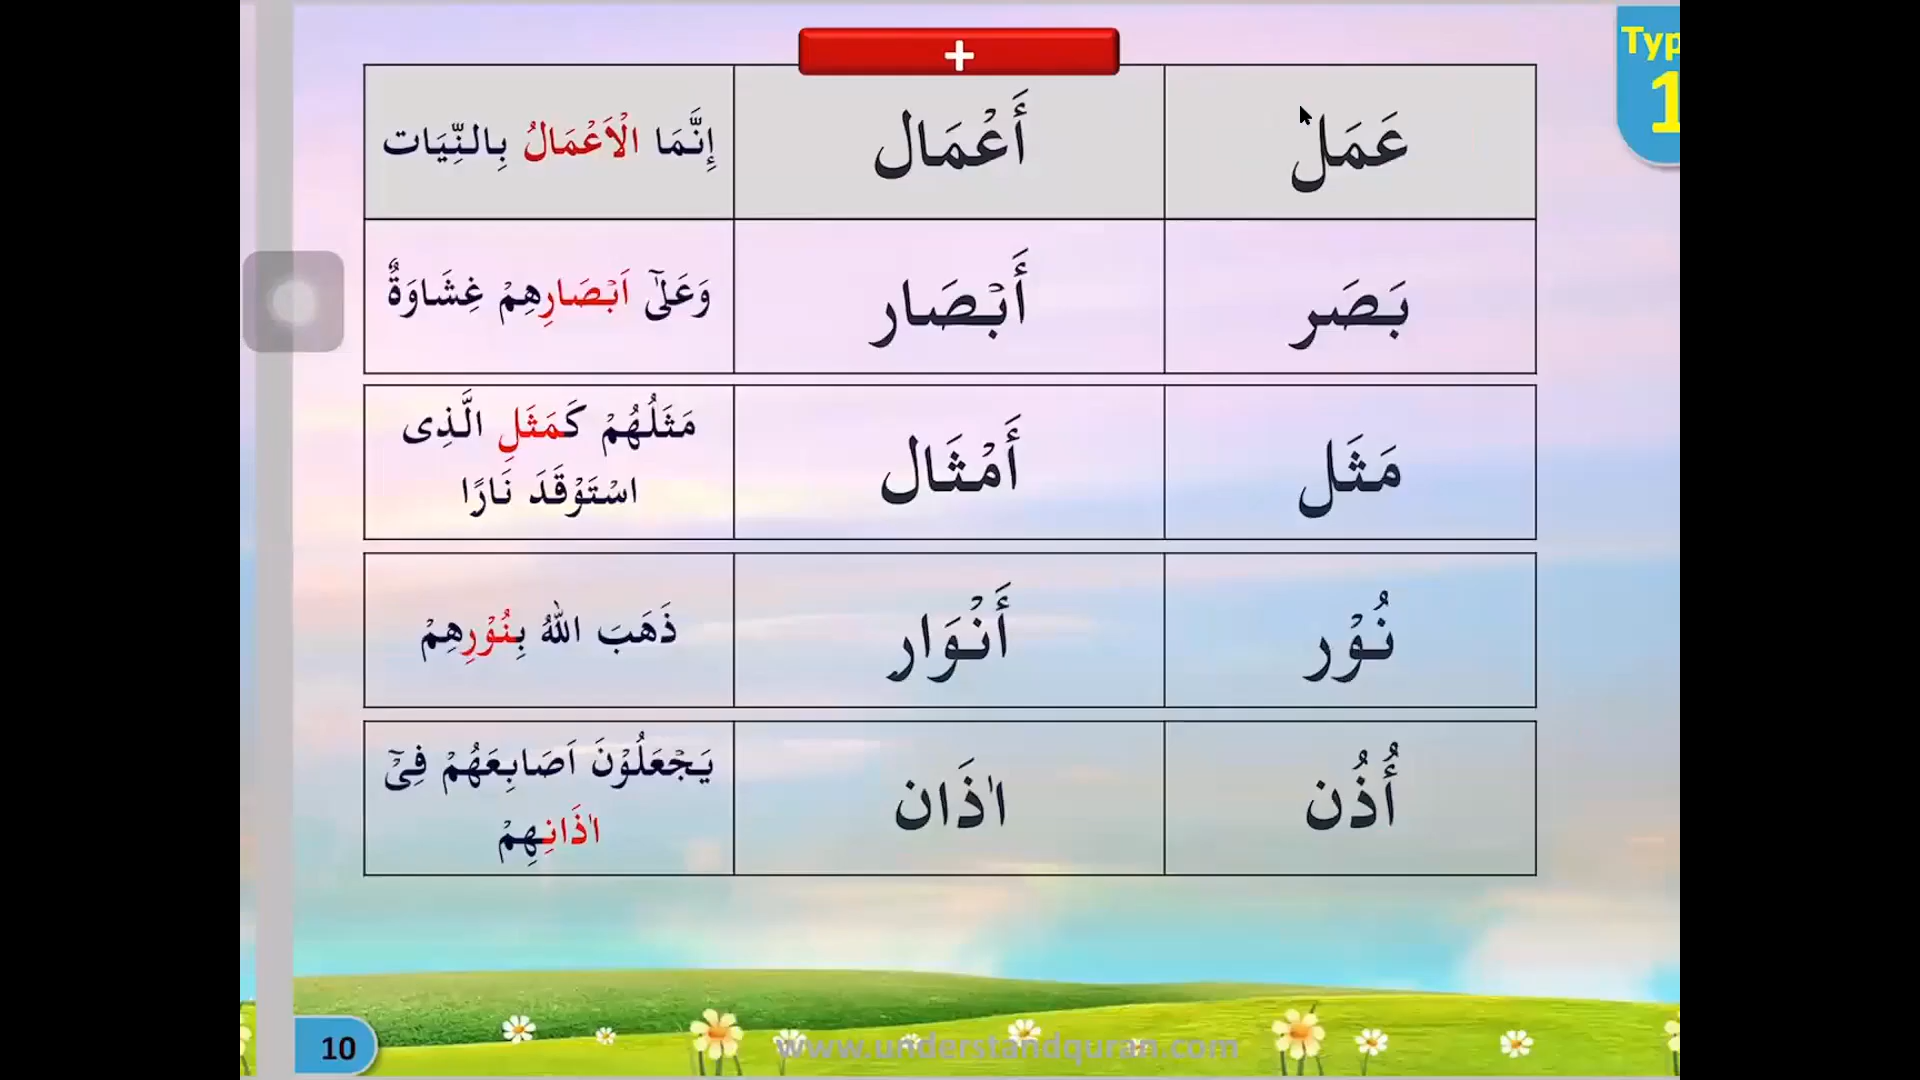 +
Typ
1
عَمَل
أَعْمَال
إِنَّمَا الْاَعْمَالُ بِالنِّيَات
بَصَر
أَبْصَار
وَعَلٰٓى اَبْصَارِهِمْ غِشَاوَةٌ
مَثَل
أَمْثَال
مَثَلُهُمْ كَمَثَلِ الَّذِى
اسْتَوْقَدَ نَارًا
نُوْر
أَنْوَار
ذَهَبَ اللهُ بِنُوْرِهِمْ
أُذُن
اٰذَان
يَجْعَلُوْنَ اَصَابِعَهُمْ فِىْٓ
اٰذَانِهِمْ
10
www.understandquran.com